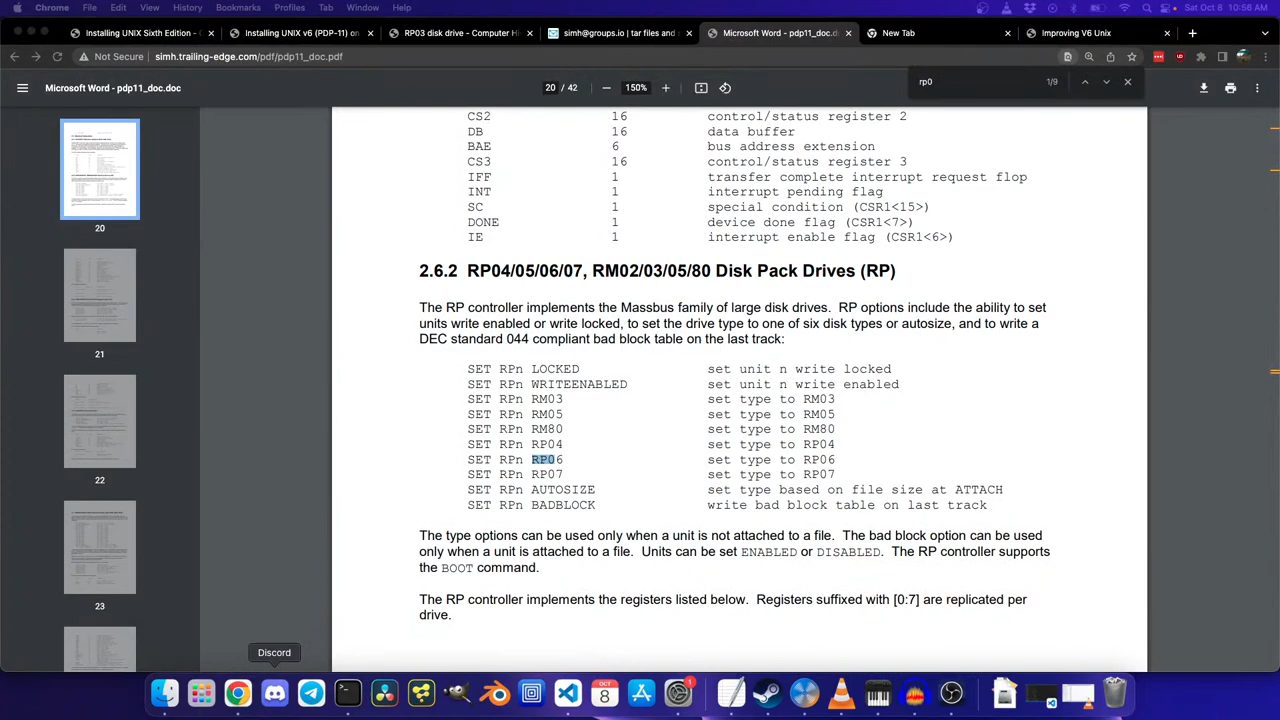 Chrome File Edit View History Bookmarks Profiles Tab Window Help Sat Oct 8 10:56 AM
Installing UNIX Sixth Edition -
Installing UNIX v6 (PDP-11) on
RP03 disk drive - Computer Hi
simh@groups.io | tar files and
Microsoft Word - pdp11_doc.d
New Tab
Improving V6 Unix
Not Secure simh.trailing-edge.com/pdf/pdp11_doc.pdf
Microsoft Word - pdp11_doc.doc
20 / 42
150%
rp0 1/9
20
21
22
23
CS2 16 control/status register 2
DB 16 data buffer
BAE 6 bus address extension
CS3 16 control/status register 3
IFF 1 transfer complete interrupt request flop
INT 1 interrupt pending flag
SC 1 special condition (CSR1<15>)
DONE 1 device done flag (CSR1<7>)
IE 1 interrupt enable flag (CSR1<6>)
2.6.2 RP04/05/06/07, RM02/03/05/80 Disk Pack Drives (RP)
The RP controller implements the Massbus family of large disk drives. RP options include the ability to set
units write enabled or write locked, to set the drive type to one of six disk types or autosize, and to write a
DEC standard 044 compliant bad block table on the last track:
SET RPn LOCKED set unit n write locked
SET RPn WRITEENABLED set unit n write enabled
SET RPn RM03 set type to RM03
SET RPn RM05 set type to RM05
SET RPn RM80 set type to RM80
SET RPn RP04 set type to RP04
SET RPn RP06 set type to RP06
SET RPn RP07 set type to RP07
SET RPn AUTOSIZE set type based on file size at ATTACH
SET RPn BADBLOCK write bad block table on last track
The type options can be used only when a unit is not attached to a file. The bad block option can be used
only when a unit is attached to a file. Units can be set ENABLED or DISABLED. The RP controller supports
the BOOT command.
The RP controller implements the registers listed below. Registers suffixed with [0:7] are replicated per
drive.
Discord
OCT
8
1